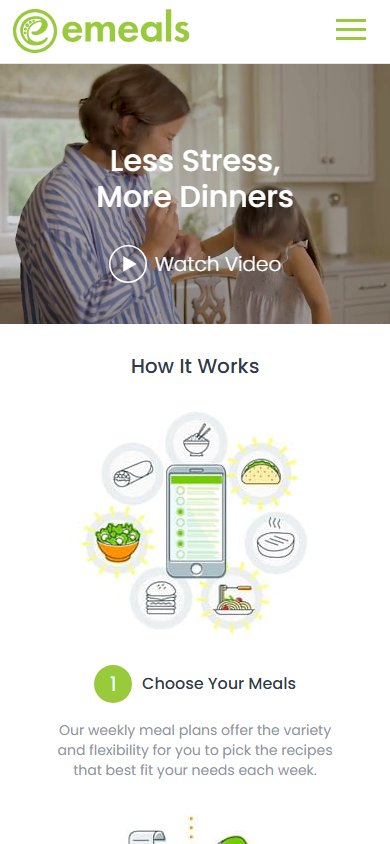 emeals
Less Stress,
More Dinners
Watch Video
How It Works
1 Choose Your Meals
Our weekly meal plans offer the variety
and flexibility for you to pick the recipes
that best fit your needs each week.